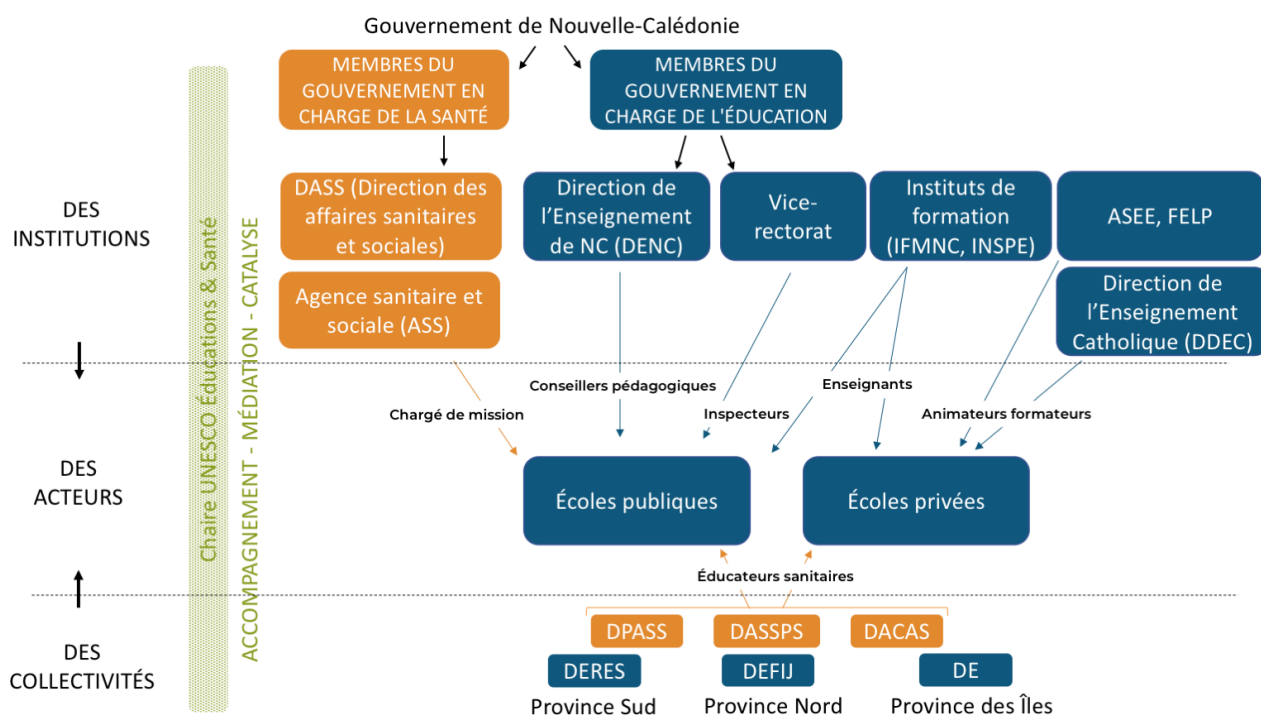 Gouvernement de Nouvelle-Calédonie
MEMBRES DU
GOUVERNEMENT EN
CHARGE DE LA SANTÉ
MEMBRES DU
GOUVERNEMENT EN
CHARGE DE L'ÉDUCATION
DES
INSTITUTIONS
Chaire UNESCO Éducations & Santé
ACCOMPAGNEMENT - MÉDIATION - CATALYSE
DASS (Direction des
affaires sanitaires
et sociales)
Direction de
l’Enseignement
de NC (DENC)
Vice-
rectorat
Instituts de
formation
(IFMNC, INSPE)
ASEE, FELP
Agence sanitaire et
sociale (ASS)
Direction de
l’Enseignement
Catholique (DDEC)
Conseillers pédagogiques
Enseignants
Chargé de mission
Inspecteurs
Animateurs formateurs
DES
ACTEURS
Écoles publiques
Écoles privées
Éducateurs sanitaires
DES
COLLECTIVITÉS
DPASS
DASSPS
DACAS
DERES
DEFIJ
DE
Province Sud
Province Nord
Province des Îles